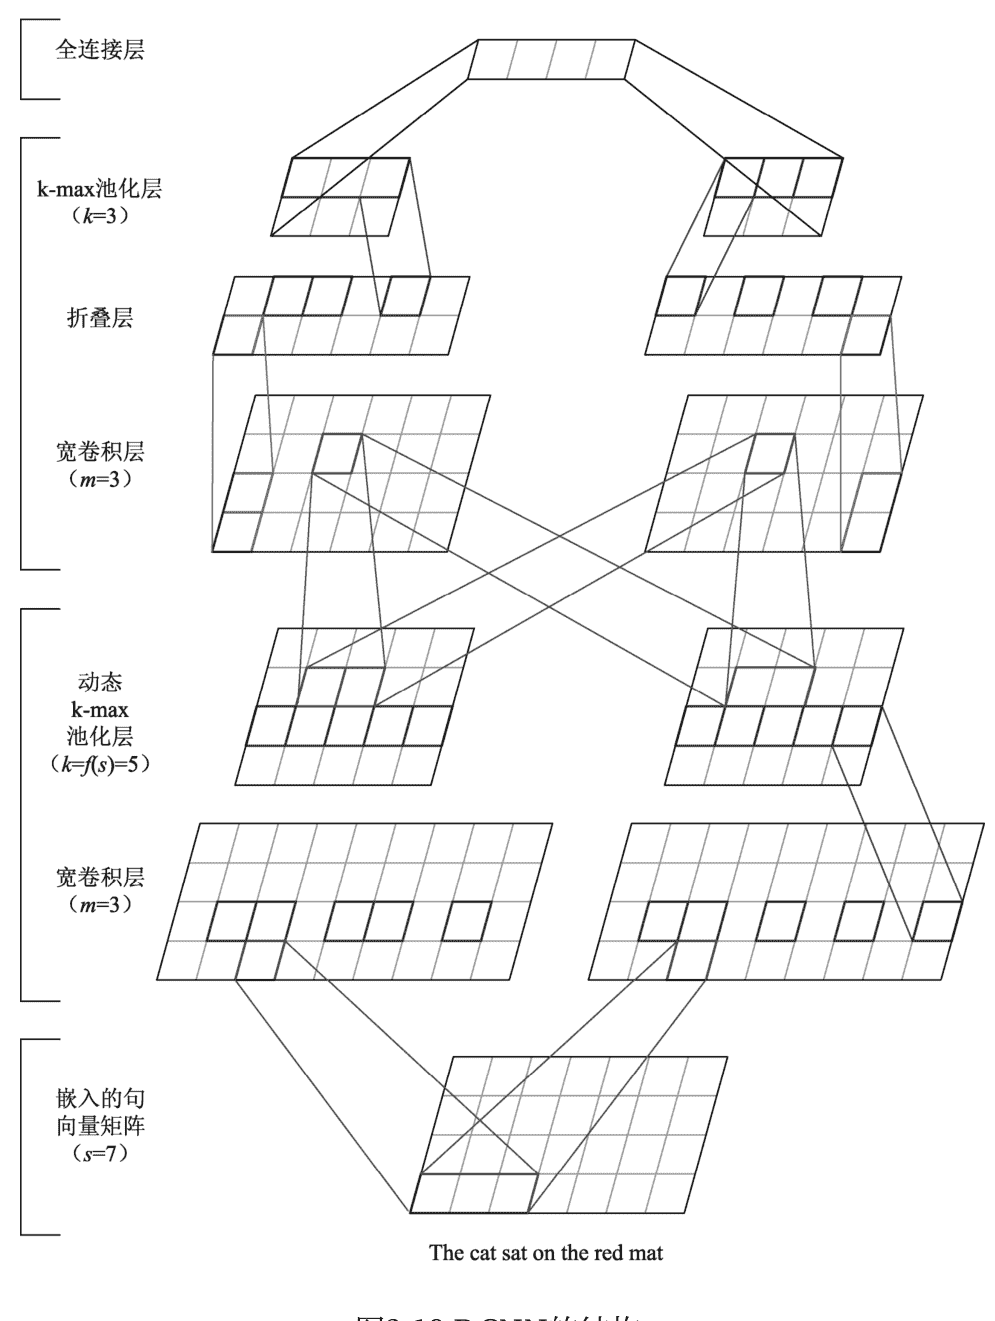 全连接层
k-max池化层
（k=3）
折叠层
宽卷积层
（m=3）
动态
k-max
池化层
（k=f(s)=5）
宽卷积层
（m=3）
嵌入的句
向量矩阵
（s=7）
The cat sat on the red mat